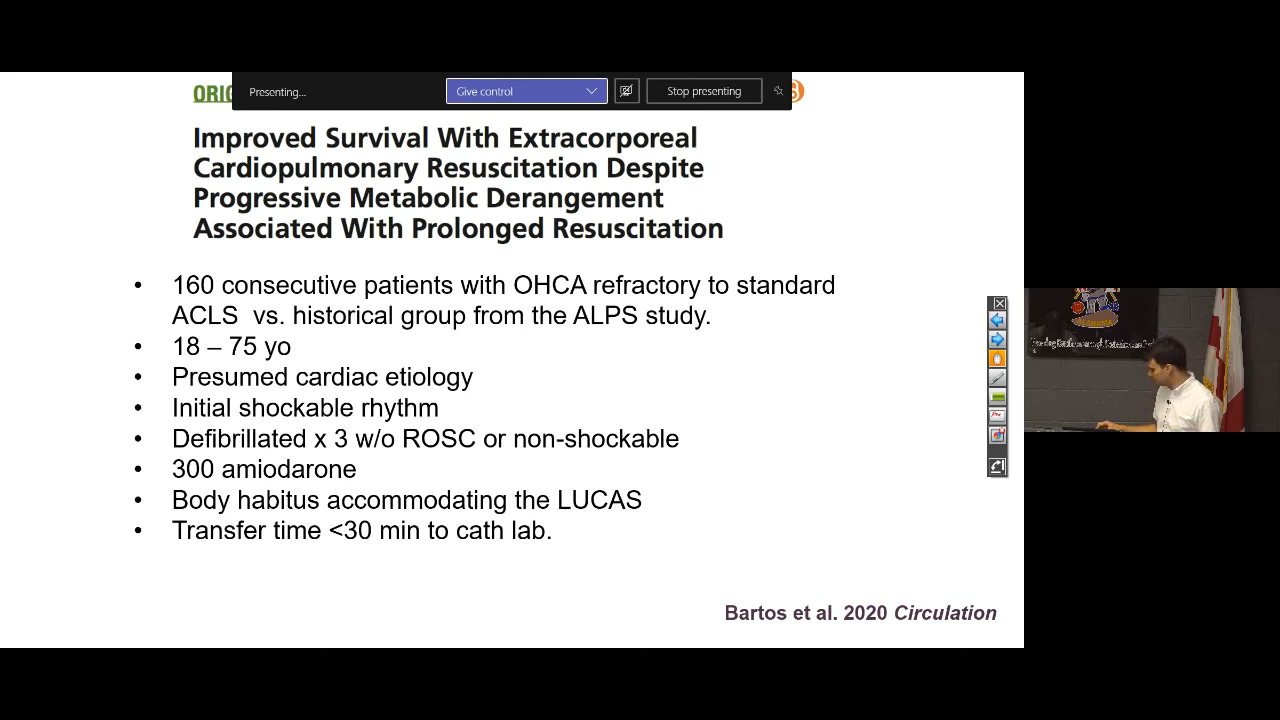 Presenting...
Give control
Stop presenting
ORIG
Improved Survival With Extracorporeal
Cardiopulmonary Resuscitation Despite
Progressive Metabolic Derangement
Associated With Prolonged Resuscitation
• 160 consecutive patients with OHCA refractory to standard
ACLS vs. historical group from the ALPS study.
• 18 – 75 yo
• Presumed cardiac etiology
• Initial shockable rhythm
• Defibrillated x 3 w/o ROSC or non-shockable
• 300 amiodarone
• Body habitus accommodating the LUCAS
• Transfer time <30 min to cath lab.
Bartos et al. 2020 Circulation